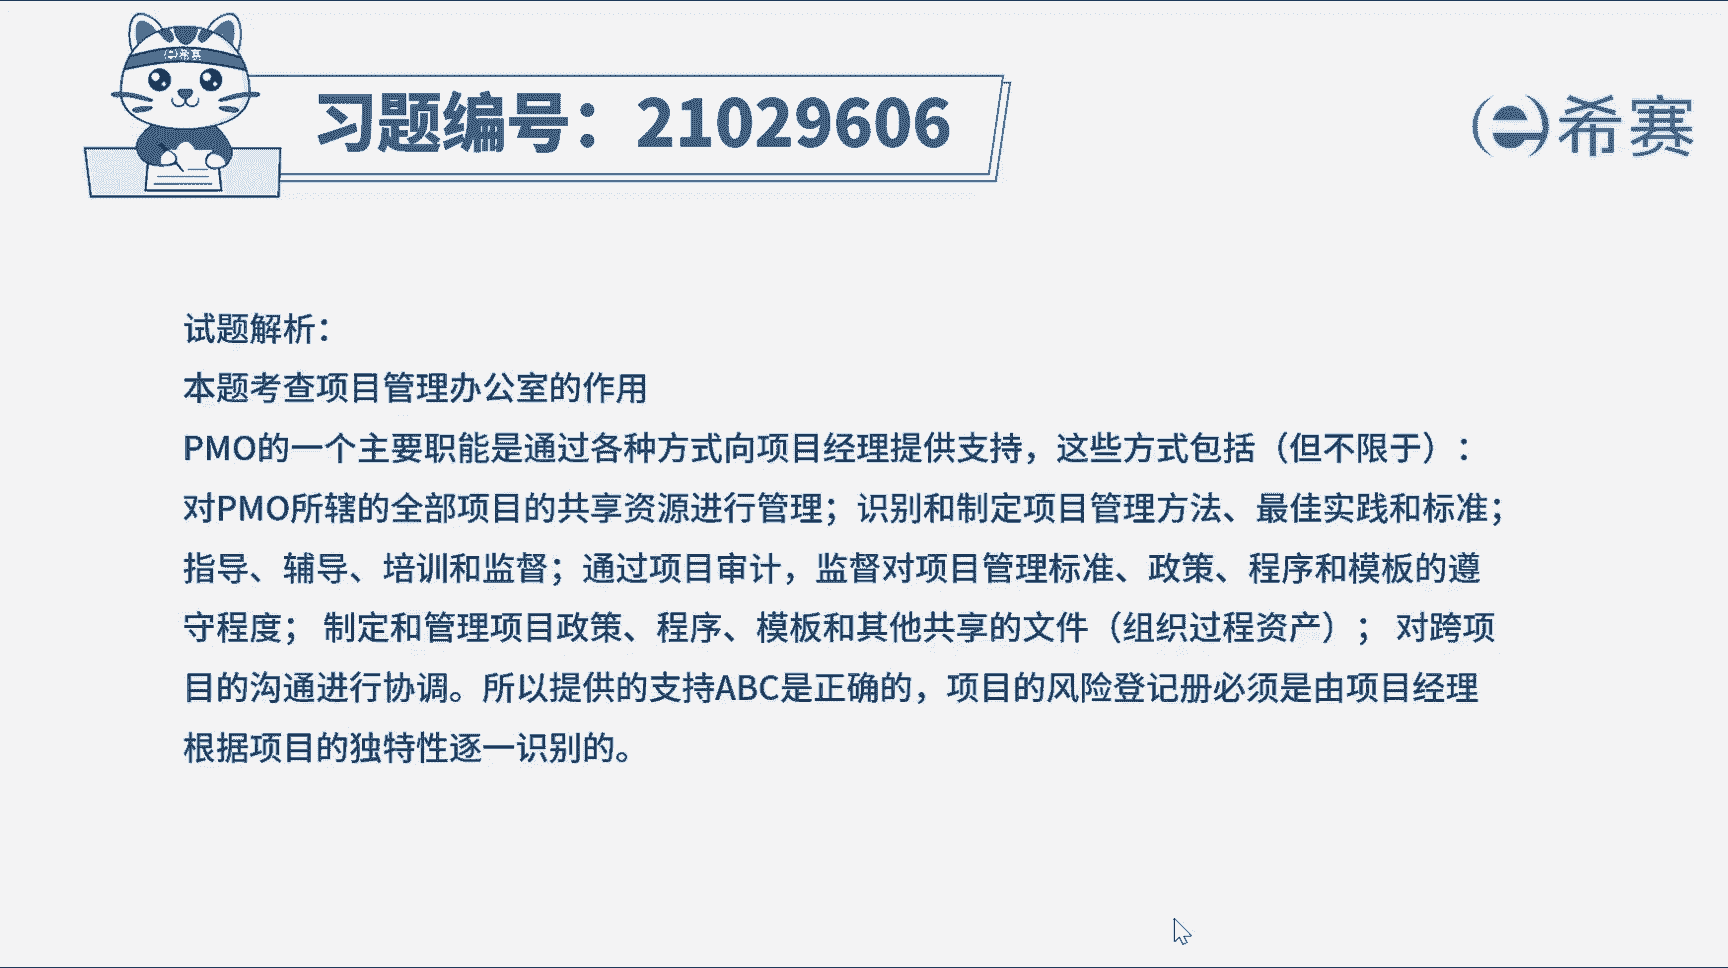 希赛
习题编号：21029606
希赛
试题解析：
本题考查项目管理办公室的作用
PMO的一个主要职能是通过各种方式向项目经理提供支持，这些方式包括（但不限于）：
对PMO所辖的全部项目的共享资源进行管理；识别和制定项目管理方法、最佳实践和标准；
指导、辅导、培训和监督；通过项目审计，监督对项目管理标准、政策、程序和模板的遵
守程度； 制定和管理项目政策、程序、模板和其他共享的文件（组织过程资产）； 对跨项
目的沟通进行协调。所以提供的支持ABC是正确的，项目的风险登记册必须是由项目经理
根据项目的独特性逐一识别的。